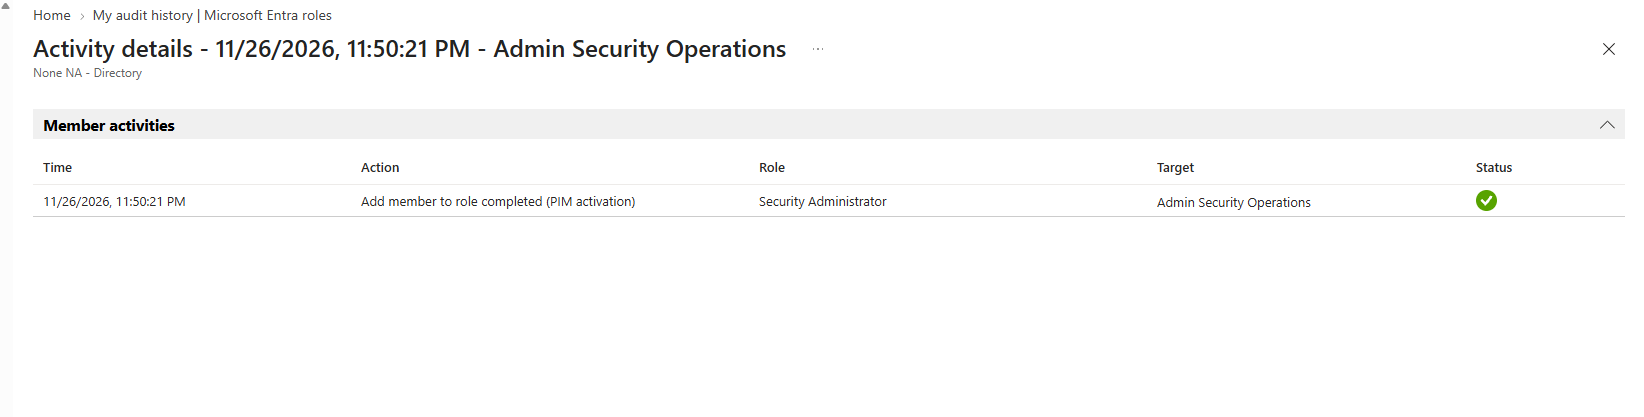 Home > My audit history | Microsoft Entra roles
Activity details - 11/26/2026, 11:50:21 PM - Admin Security Operations ...
None NA - Directory
Member activities
Time Action Role Target Status
11/26/2026, 11:50:21 PM Add member to role completed (PIM activation) Security Administrator Admin Security Operations